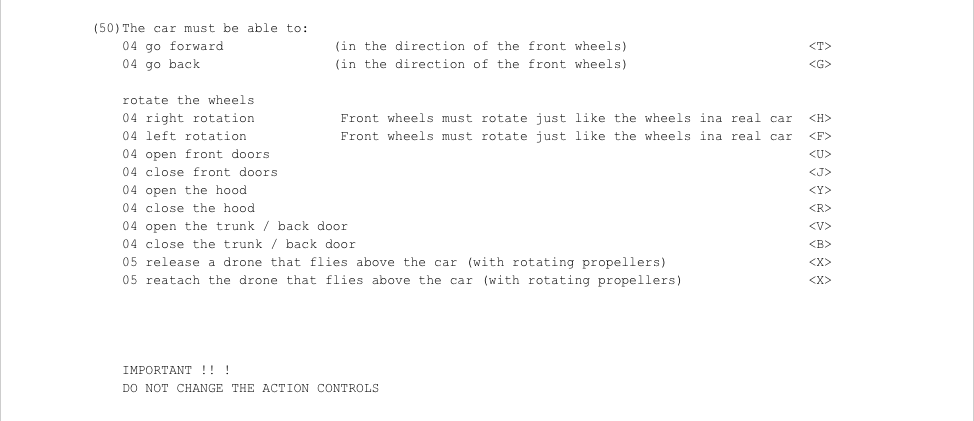 (50)The car must be able to:
04 go forward (in the direction of the front wheels) <T>
04 go back (in the direction of the front wheels) <G>
rotate the wheels
04 right rotation Front wheels must rotate just like the wheels ina real car <H>
04 left rotation Front wheels must rotate just like the wheels ina real car <F>
04 open front doors <U>
04 close front doors <J>
04 open the hood <Y>
04 close the hood <R>
04 open the trunk / back door <V>
04 close the trunk / back door <B>
05 release a drone that flies above the car (with rotating propellers) <X>
05 reatach the drone that flies above the car (with rotating propellers) <X>
IMPORTANT !! !
DO NOT CHANGE THE ACTION CONTROLS